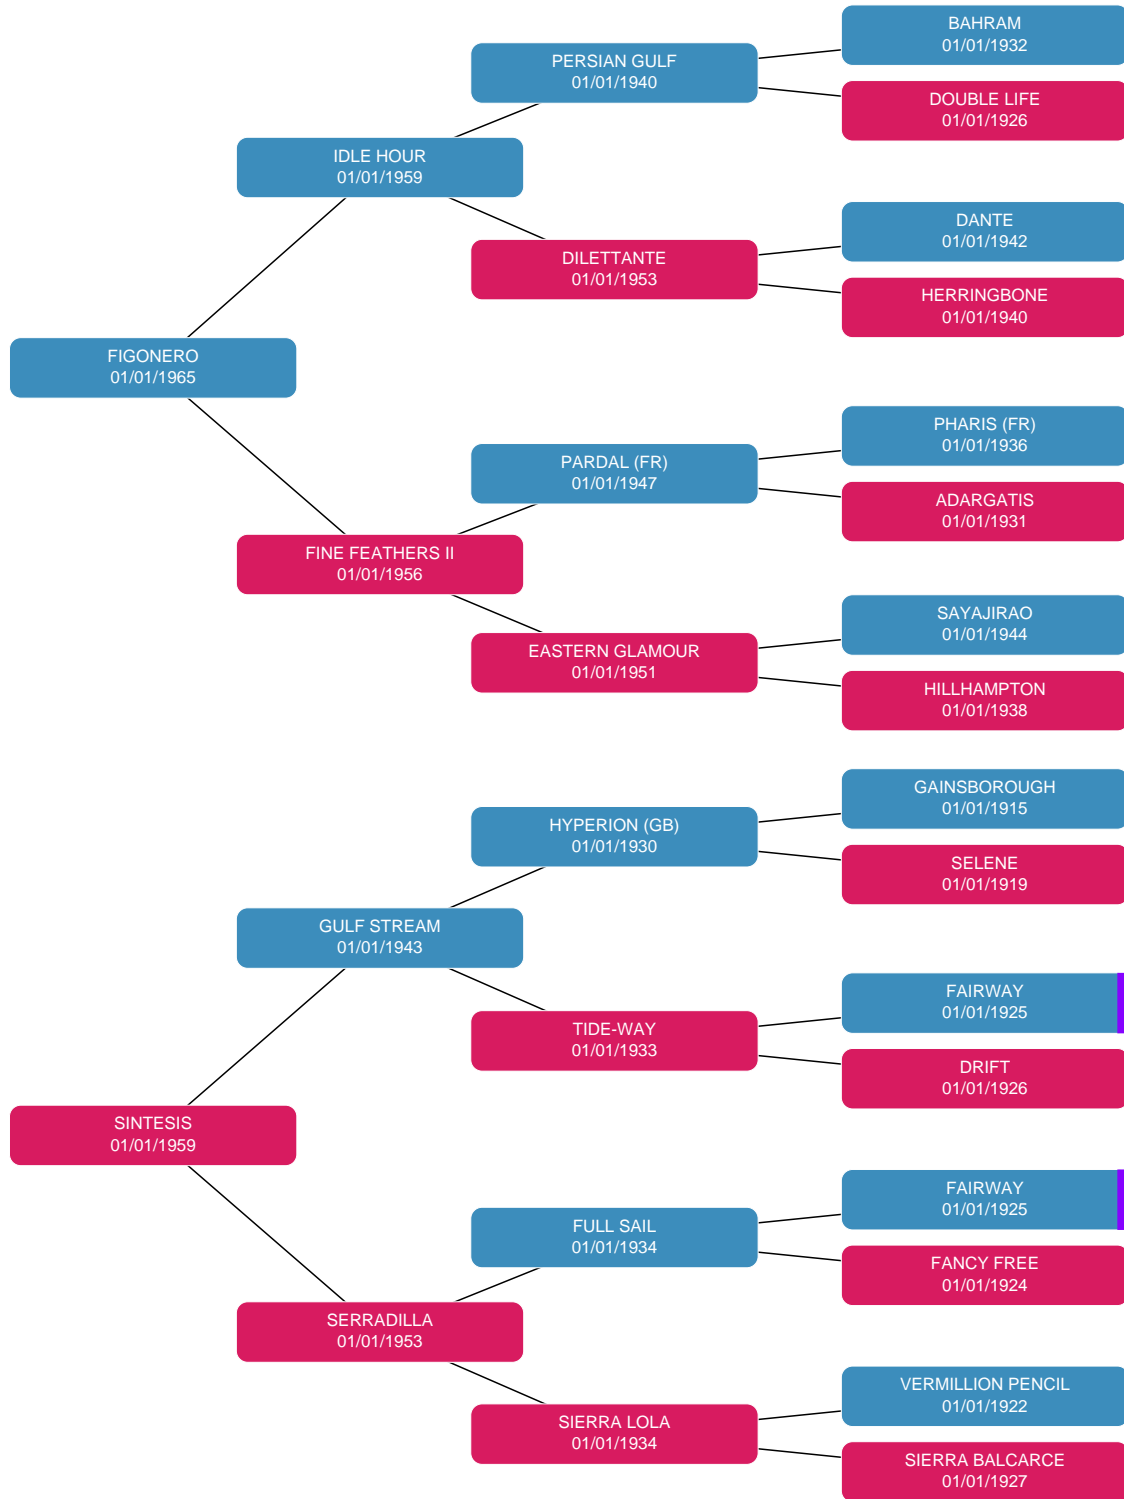 BAHRAM
01/01/1932
PERSIAN GULF
01/01/1940
DOUBLE LIFE
01/01/1926
IDLE HOUR
01/01/1959
DANTE
01/01/1942
DILETTANTE
01/01/1953
HERRINGBONE
01/01/1940
FIGONERO
01/01/1965
PHARIS (FR)
01/01/1936
PARDAL (FR)
01/01/1947
ADARGATIS
01/01/1931
FINE FEATHERS II
01/01/1956
SAYAJIRAO
01/01/1944
EASTERN GLAMOUR
01/01/1951
HILLHAMPTON
01/01/1938
GAINSBOROUGH
01/01/1915
HYPERION (GB)
01/01/1930
SELENE
01/01/1919
GULF STREAM
01/01/1943
FAIRWAY
01/01/1925
TIDE-WAY
01/01/1933
DRIFT
01/01/1926
SINTESIS
01/01/1959
FAIRWAY
01/01/1925
FULL SAIL
01/01/1934
FANCY FREE
01/01/1924
SERRADILLA
01/01/1953
VERMILLION PENCIL
01/01/1922
SIERRA LOLA
01/01/1934
SIERRA BALCARCE
01/01/1927